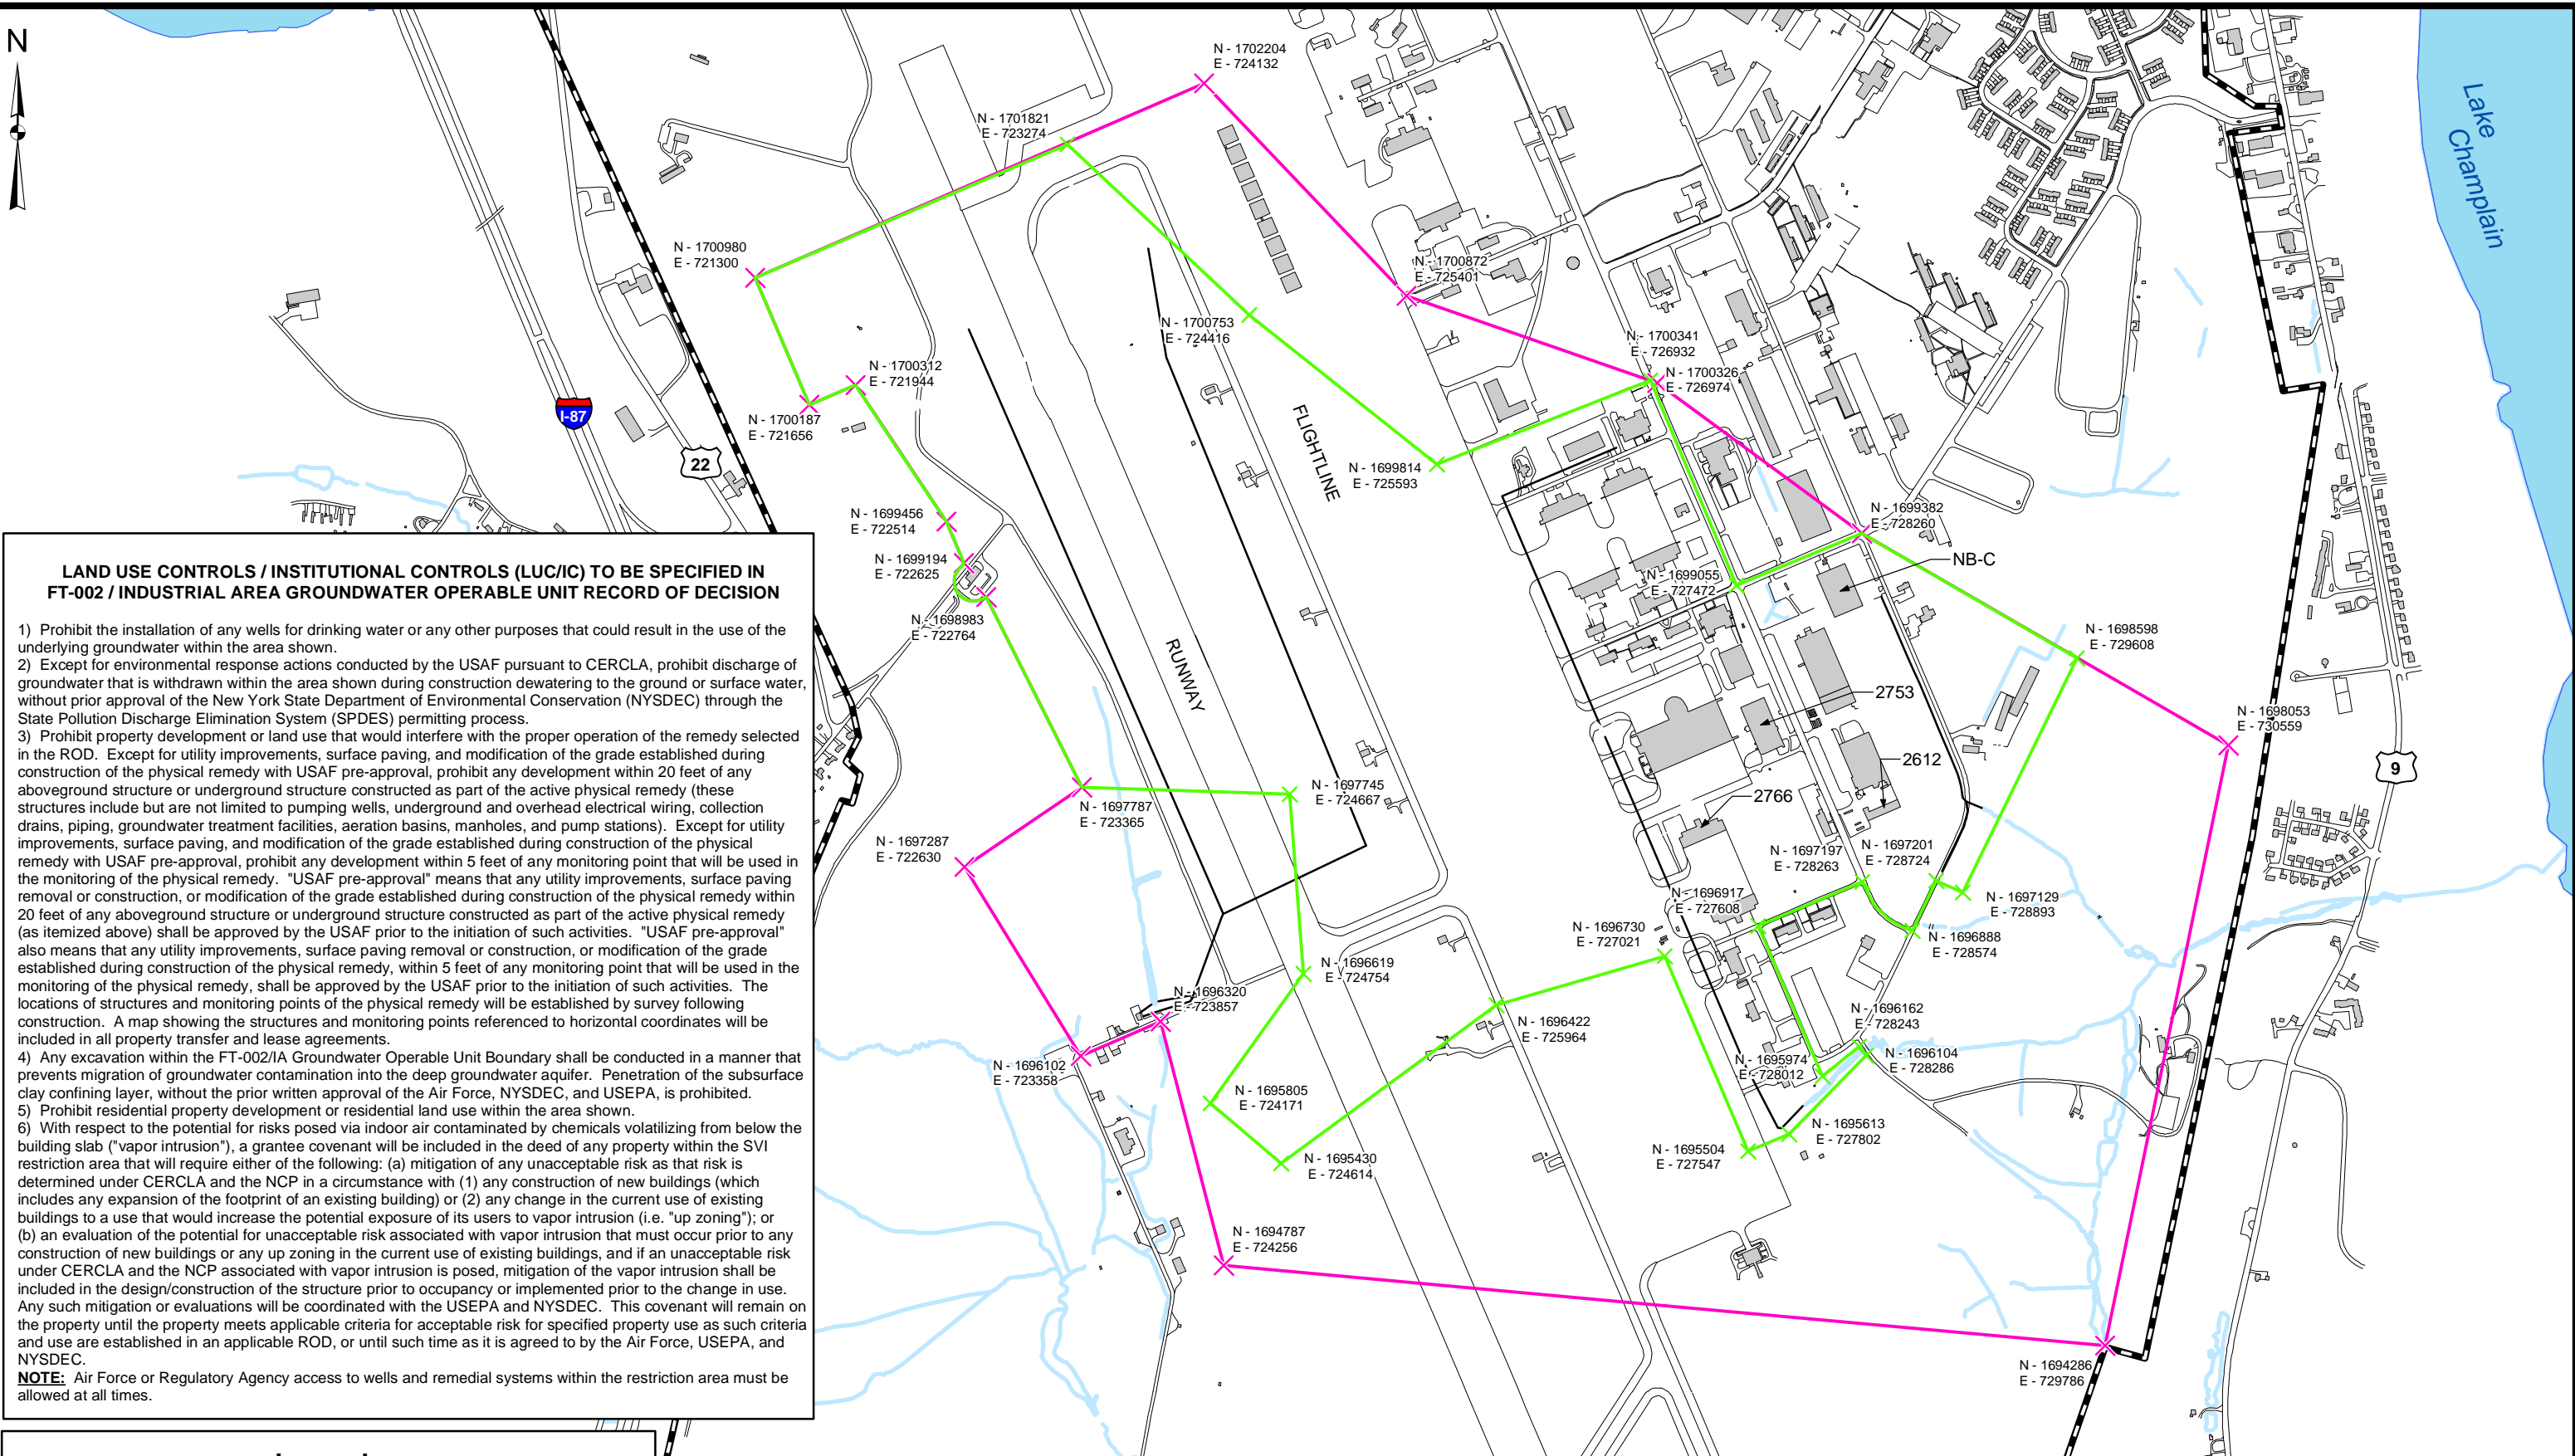 N
N - 1702204
E - 724132
N - 1701821
E - 723274
N - 1700980
E - 721300
N - 1700872
E - 725401
N - 1700753
E - 724416
N - 1700341
E - 726932
N - 1700326
E - 726974
N - 1700312
E - 721944
N - 1700187
E - 721656
I-87
22
FLIGHTLINE
N - 1699814
E - 725593
N - 1699456
E - 722514
N - 1699382
E - 728260
NB-C
N - 1699194
E - 722625
N - 1699055
E - 727472
N - 1698983
E - 722764
N - 1698598
E - 729608
RUNWAY
2753
N - 1698053
E - 730559
9
2612
2766
N - 1697745
E - 724667
N - 1697787
E - 723365
N - 1697287
E - 722630
N - 1697197
E - 728263
N - 1697201
E - 728724
N - 1697129
E - 728893
N - 1696917
E - 727608
N - 1696888
E - 728574
N - 1696730
E - 727021
N - 1696619
E - 724754
N - 1696320
E - 723857
N - 1696422
E - 725964
N - 1696162
E - 728243
N - 1696104
E - 728286
N - 1696102
E - 723358
N - 1695974
E - 728012
N - 1695805
E - 724171
N - 1695613
E - 727802
N - 1695504
E - 727547
N - 1695430
E - 724614
N - 1694787
E - 724256
N - 1694286
E - 729786
Lake
Champlain
LAND USE CONTROLS / INSTITUTIONAL CONTROLS (LUC/IC) TO BE SPECIFIED IN
FT-002 / INDUSTRIAL AREA GROUNDWATER OPERABLE UNIT RECORD OF DECISION
1) Prohibit the installation of any wells for drinking water or any other purposes that could result in the use of the
underlying groundwater within the area shown.
2) Except for environmental response actions conducted by the USAF pursuant to CERCLA, prohibit discharge of
groundwater that is withdrawn within the area shown during construction dewatering to the ground or surface water,
without prior approval of the New York State Department of Environmental Conservation (NYSDEC) through the
State Pollution Discharge Elimination System (SPDES) permitting process.
3) Prohibit property development or land use that would interfere with the proper operation of the remedy selected
in the ROD. Except for utility improvements, surface paving, and modification of the grade established during
construction of the physical remedy with USAF pre-approval, prohibit any development within 20 feet of any
aboveground structure or underground structure constructed as part of the active physical remedy (these
structures include but are not limited to pumping wells, underground and overhead electrical wiring, collection
drains, piping, groundwater treatment facilities, aeration basins, manholes, and pump stations). Except for utility
improvements, surface paving, and modification of the grade established during construction of the physical
remedy with USAF pre-approval, prohibit any development within 5 feet of any monitoring point that will be used in
the monitoring of the physical remedy. "USAF pre-approval" means that any utility improvements, surface paving
removal or construction, or modification of the grade established during construction of the physical remedy within
20 feet of any aboveground structure or underground structure constructed as part of the active physical remedy
(as itemized above) shall be approved by the USAF prior to the initiation of such activities. "USAF pre-approval"
also means that any utility improvements, surface paving removal or construction, or modification of the grade
established during construction of the physical remedy, within 5 feet of any monitoring point that will be used in the
monitoring of the physical remedy, shall be approved by the USAF prior to the initiation of such activities. The
locations of structures and monitoring points of the physical remedy will be established by survey following
construction. A map showing the structures and monitoring points referenced to horizontal coordinates will be
included in all property transfer and lease agreements.
4) Any excavation within the FT-002/IA Groundwater Operable Unit Boundary shall be conducted in a manner that
prevents migration of groundwater contamination into the deep groundwater aquifer. Penetration of the subsurface
clay confining layer, without the prior written approval of the Air Force, NYSDEC, and USEPA, is prohibited.
5) Prohibit residential property development or residential land use within the area shown.
6) With respect to the potential for risks posed via indoor air contaminated by chemicals volatilizing from below the
building slab ("vapor intrusion"), a grantee covenant will be included in the deed of any property within the SVI
restriction area that will require either of the following: (a) mitigation of any unacceptable risk as that risk is
determined under CERCLA and the NCP in a circumstance with (1) any construction of new buildings (which
includes any expansion of the footprint of an existing building) or (2) any change in the current use of existing
buildings to a use that would increase the potential exposure of its users to vapor intrusion (i.e. "up zoning"); or
(b) an evaluation of the potential for unacceptable risk associated with vapor intrusion that must occur prior to any
construction of new buildings or any up zoning in the current use of existing buildings, and if an unacceptable risk
under CERCLA and the NCP associated with vapor intrusion is posed, mitigation of the vapor intrusion shall be
included in the design/construction of the structure prior to occupancy or implemented prior to the change in use.
Any such mitigation or evaluations will be coordinated with the USEPA and NYSDEC. This covenant will remain on
the property until the property meets applicable criteria for acceptable risk for specified property use as such criteria
and use are established in an applicable ROD, or until such time as it is agreed to by the Air Force, USEPA, and
NYSDEC.
NOTE: Air Force or Regulatory Agency access to wells and remedial systems within the restriction area must be
allowed at all times.